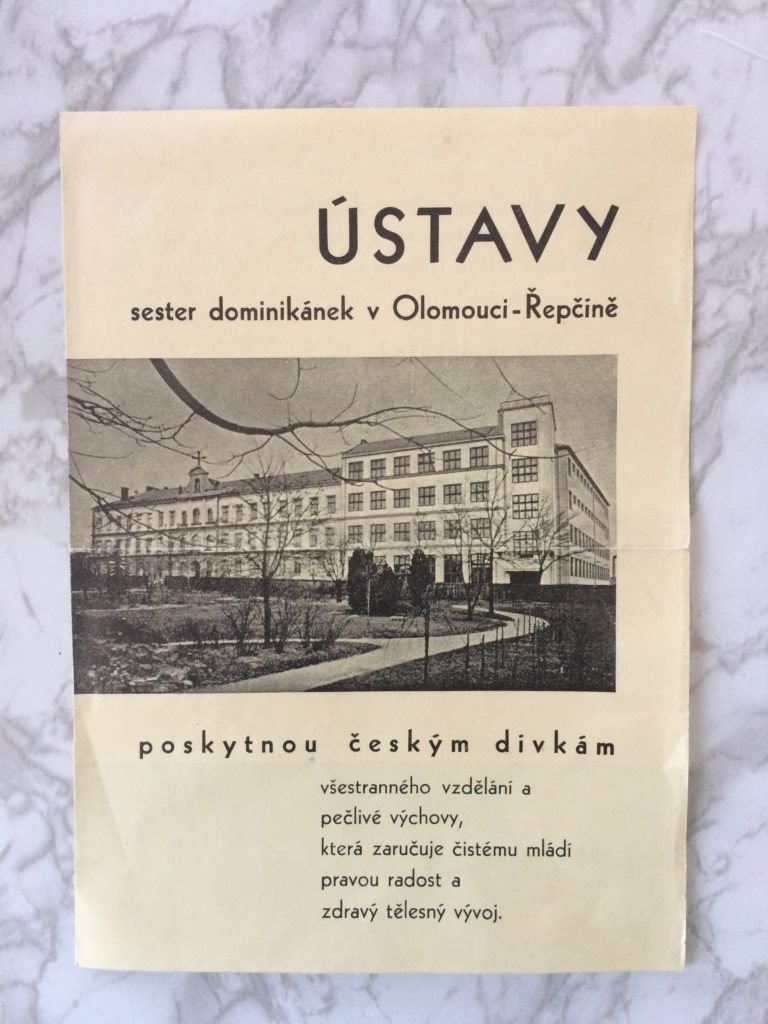 ÚSTAVY
sester dominikánek v Olomouci-Řepčíně
poskytnou českým dívkám
všestranného vzdělání a
pečlivé výchovy,
která zaručuje čistému mládí
pravou radost a
zdravý tělesný vývoj.